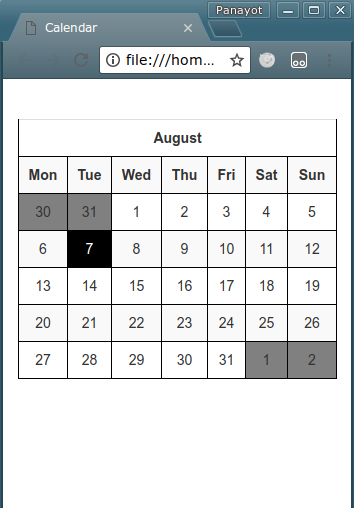 Panayot
Calendar
file:///hom...
August
Mon Tue Wed Thu Fri Sat Sun
30 31 1 2 3 4 5
6 7 8 9 10 11 12
13 14 15 16 17 18 19
20 21 22 23 24 25 26
27 28 29 30 31 1 2